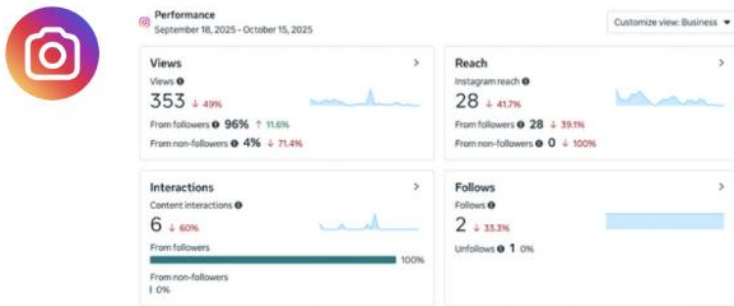 Performance
September 18, 2025 - October 15, 2025
Customize view: Business
Views
Views
353 ↓ 49%
From followers 96% ↑ 11.6%
From non-followers 4% ↓ 71.4%
Reach
Instagram reach
28 ↓ 41.7%
From followers 28 ↓ 39.1%
From non-followers 0 ↓ 100%
Interactions
Content interactions
6 ↓ 60%
From followers
100%
From non-followers
0%
Follows
Follows
2 ↓ 33.3%
Unfollows 1 0%